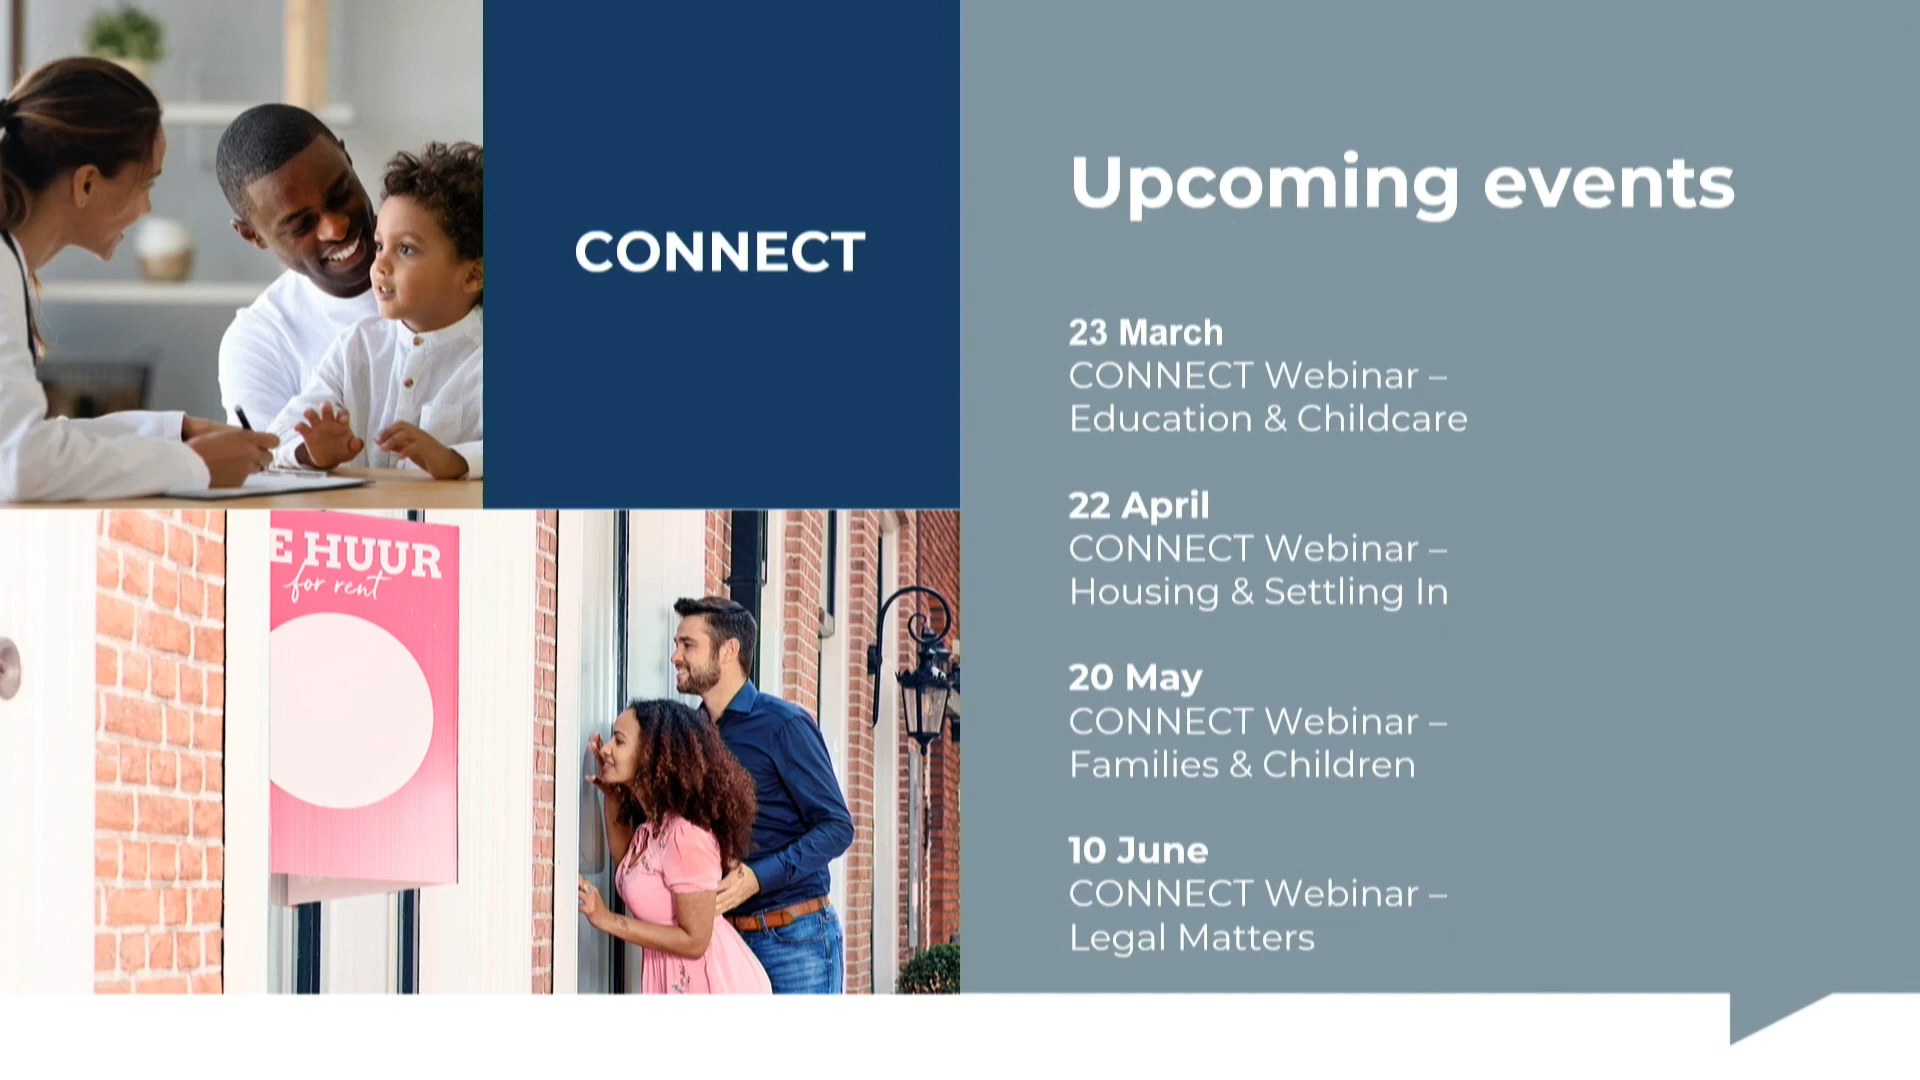 CONNECT
E HUUR
for rent
Upcoming events
23 March
CONNECT Webinar –
Education & Childcare
22 April
CONNECT Webinar –
Housing & Settling In
20 May
CONNECT Webinar –
Families & Children
10 June
CONNECT Webinar –
Legal Matters